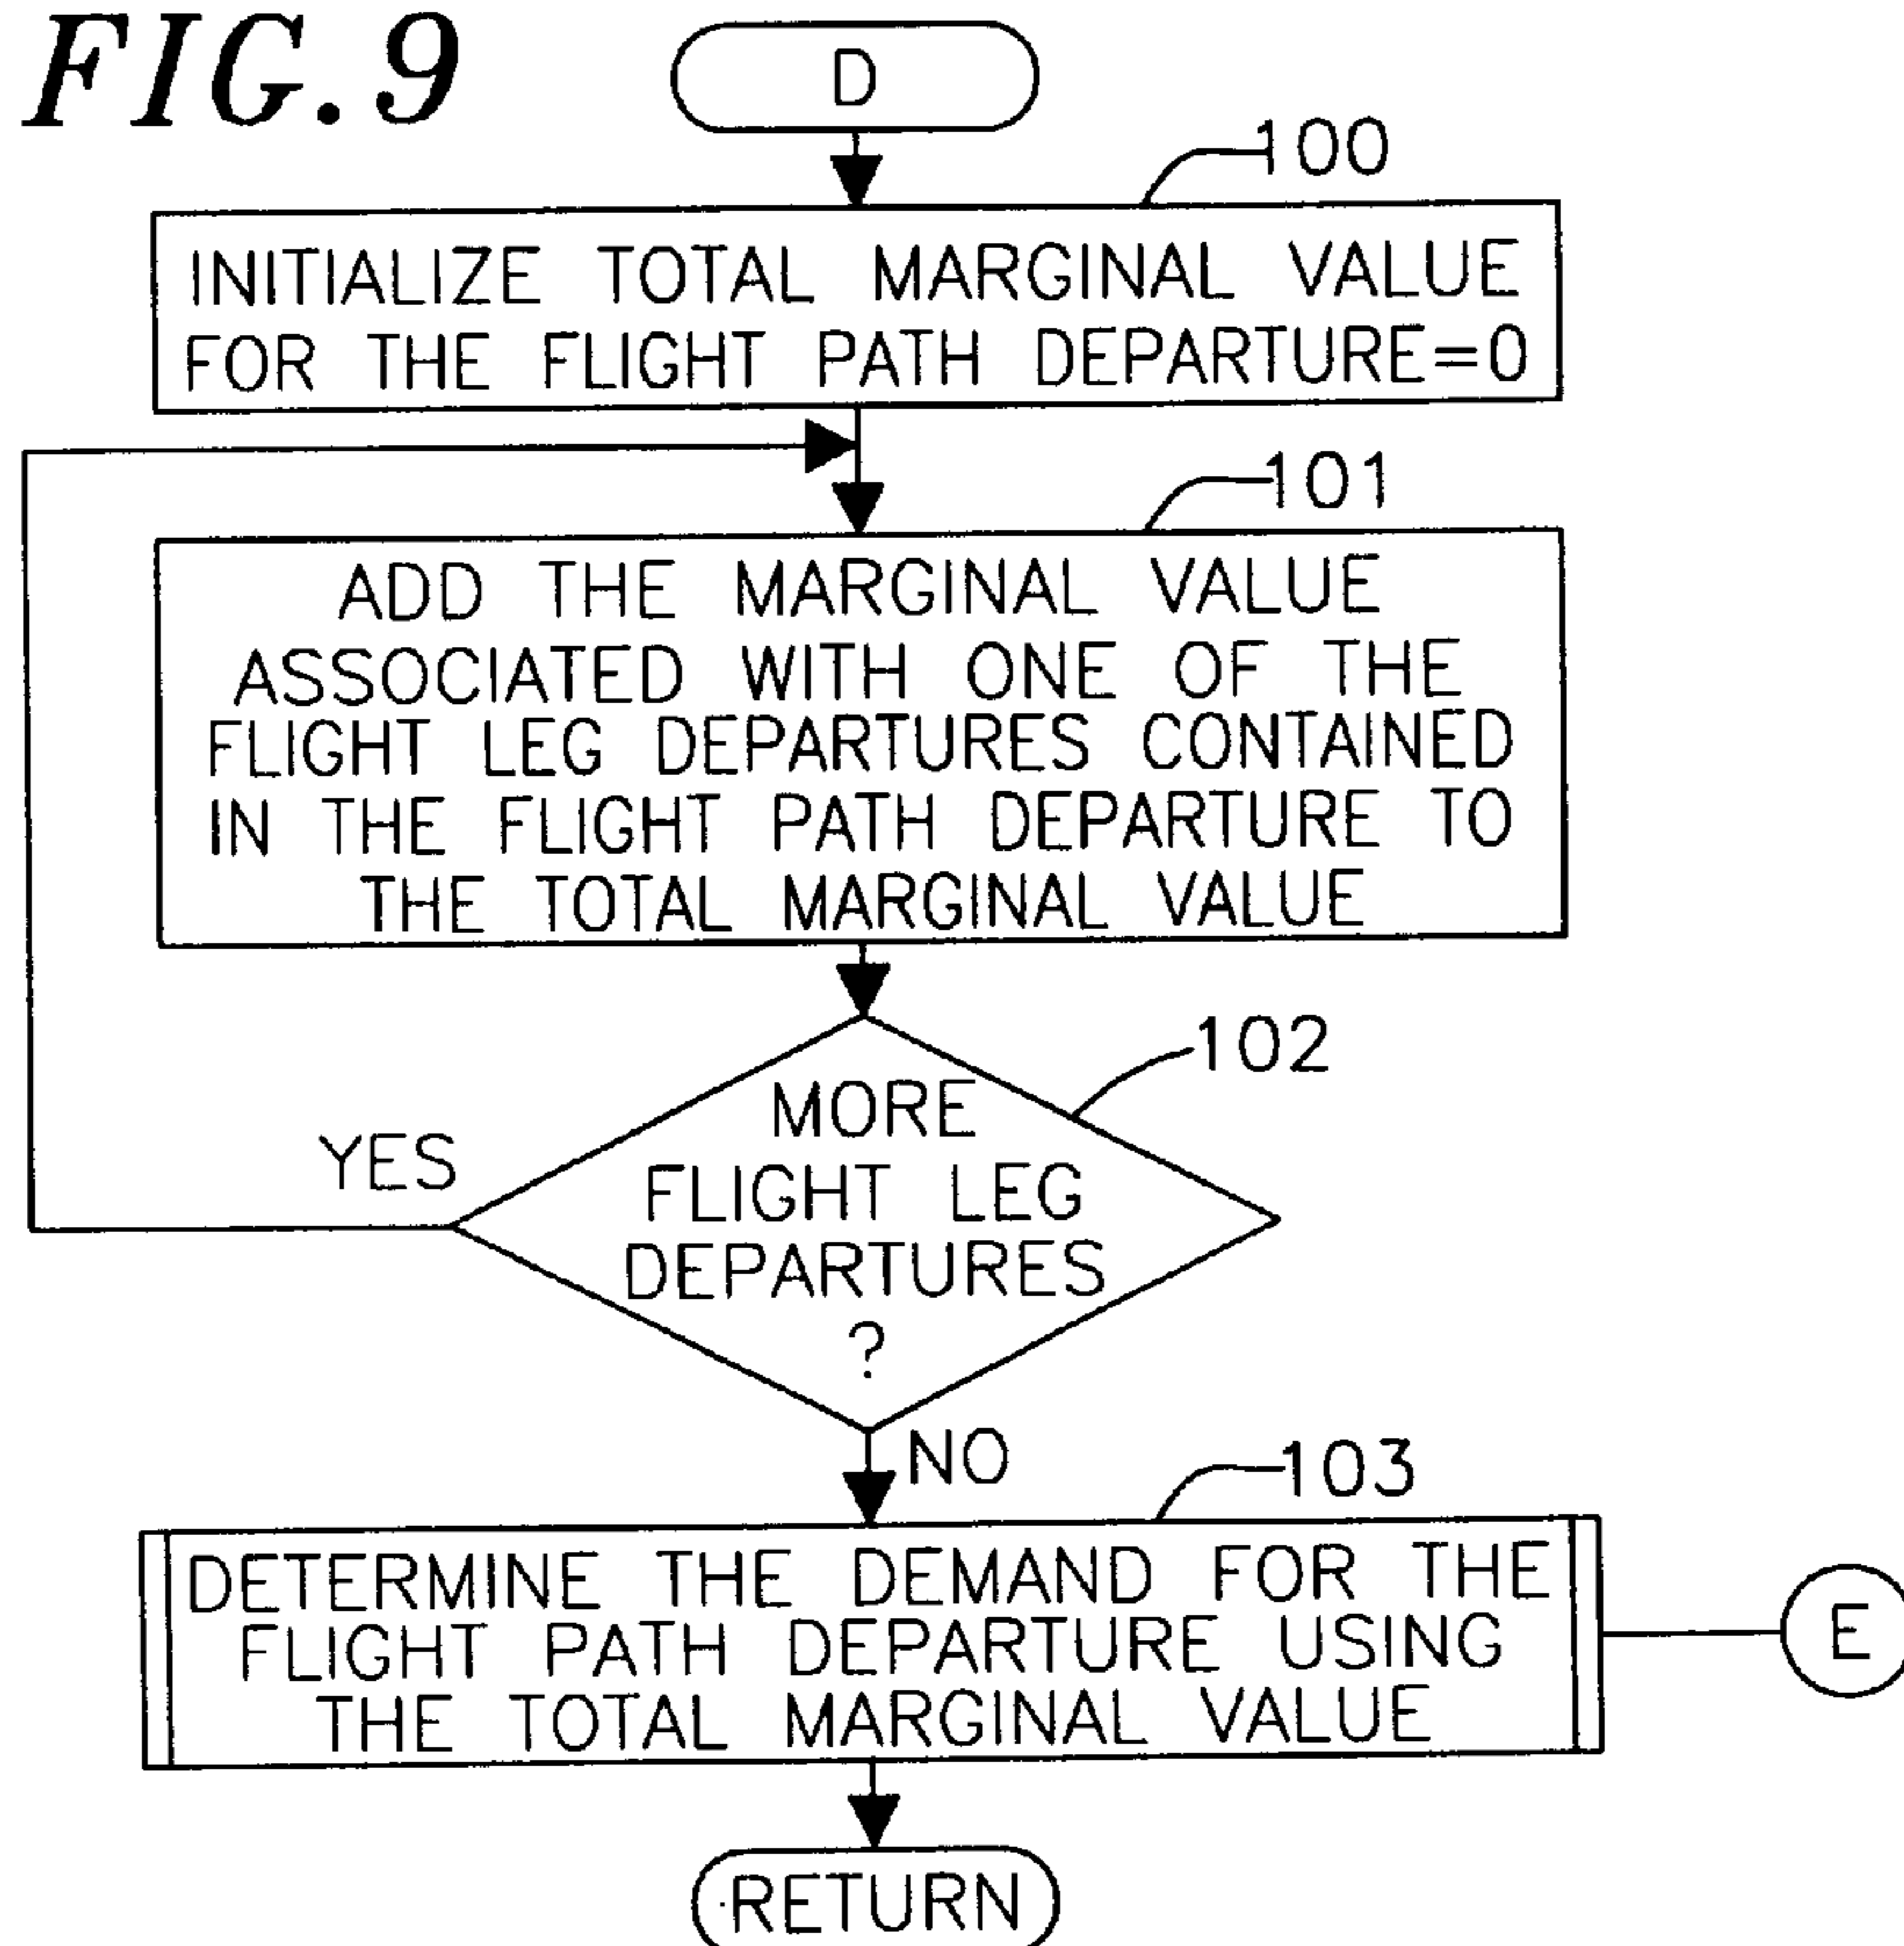 FIG.9
D
100
INITIALIZE TOTAL MARGINAL VALUE
FOR THE FLIGHT PATH DEPARTURE=0
101
ADD THE MARGINAL VALUE
ASSOCIATED WITH ONE OF THE
FLIGHT LEG DEPARTURES CONTAINED
IN THE FLIGHT PATH DEPARTURE TO
THE TOTAL MARGINAL VALUE
102
MORE
FLIGHT LEG
DEPARTURES
?
YES
NO
103
DETERMINE THE DEMAND FOR THE
FLIGHT PATH DEPARTURE USING
THE TOTAL MARGINAL VALUE
E
RETURN